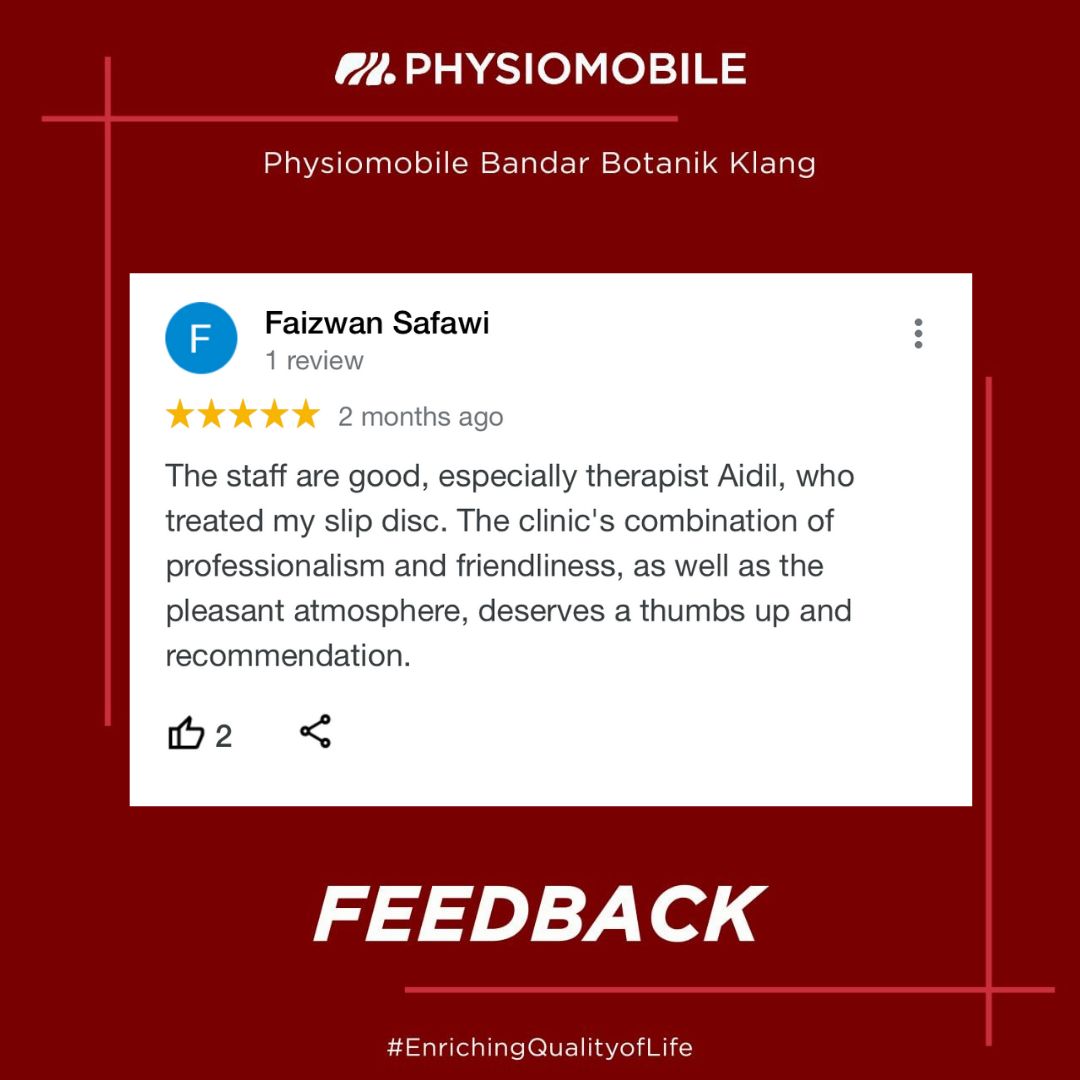 PHYSIOMOBILE
Physiomobile Bandar Botanik Klang
F
Faizwan Safawi
1 review
2 months ago
The staff are good, especially therapist Aidil, who
treated my slip disc. The clinic's combination of
professionalism and friendliness, as well as the
pleasant atmosphere, deserves a thumbs up and
recommendation.
2
FEEDBACK
#EnrichingQualityofLife